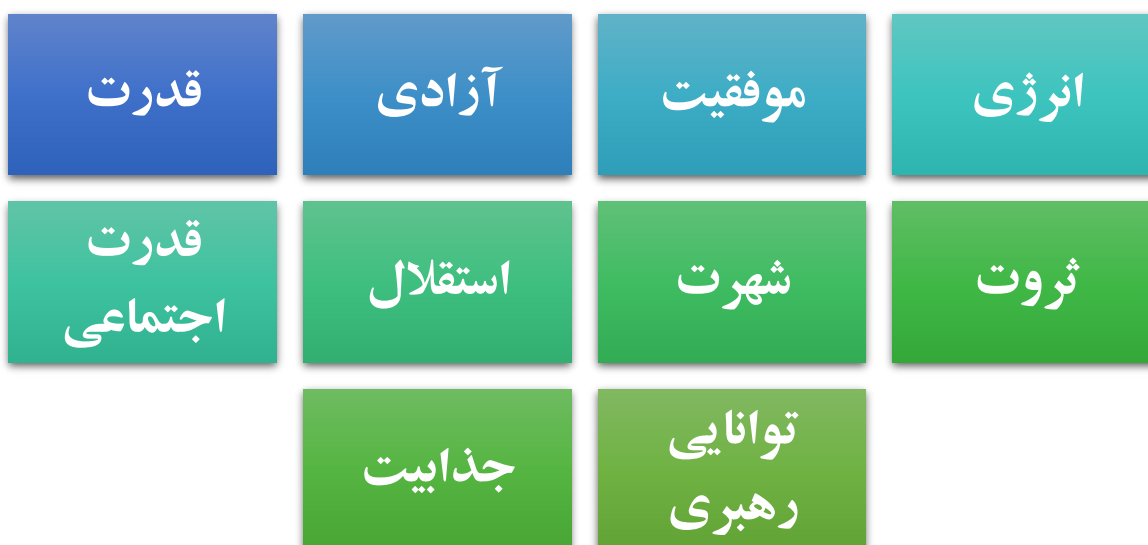 انرژی
موفقیت
آزادی
قدرت
ثروت
شهرت
استقلال
قدرت
اجتماعی
توانایی
رهبری
جذابیت